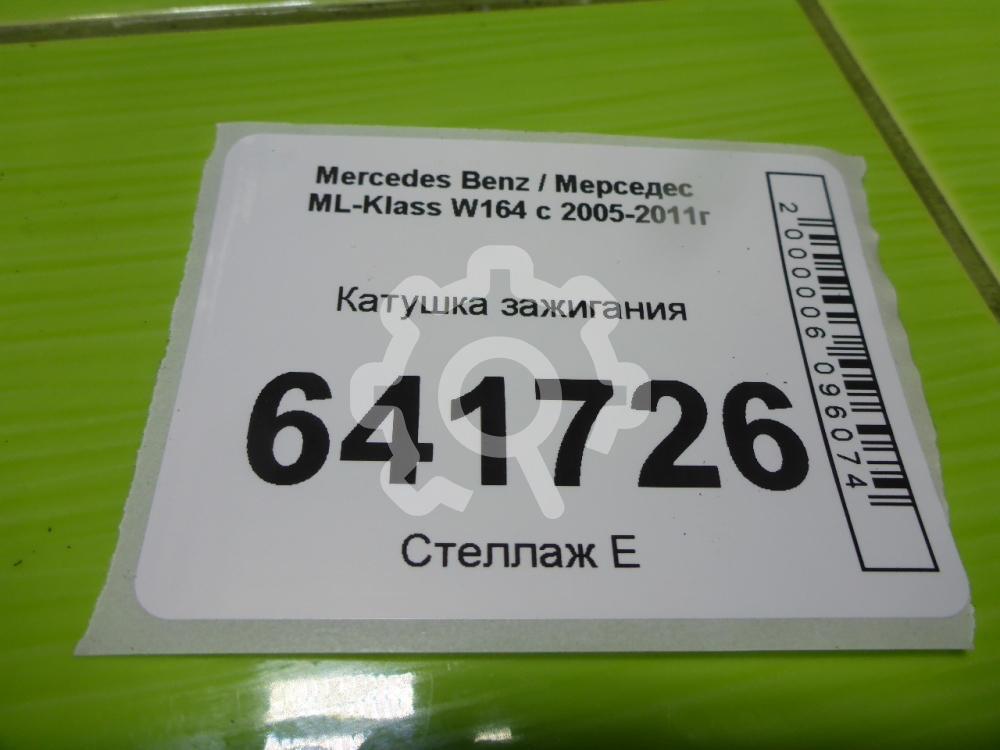 Mercedes Benz / Мерседес
ML-Klass W164 с 2005-2011г
Катушка зажигания
641726
Стеллаж Е
2000006096074